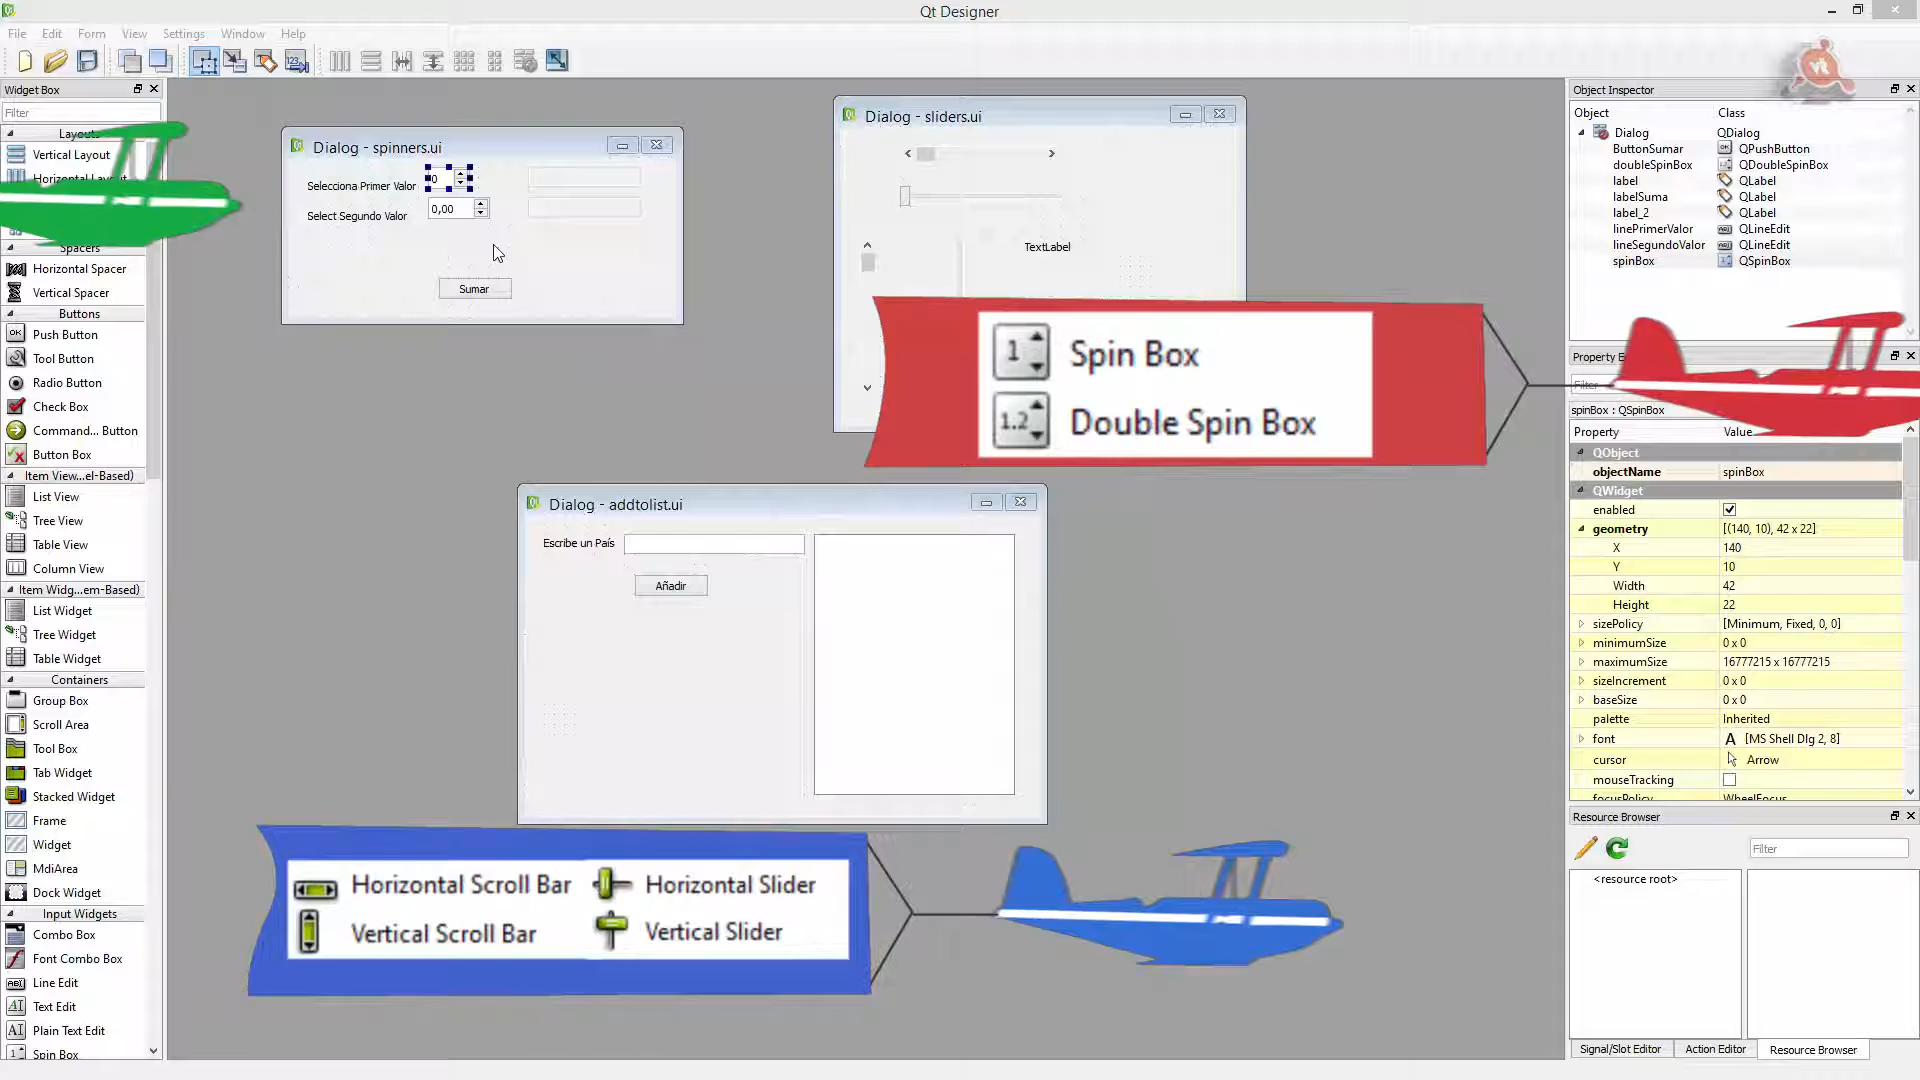 Qt Designer
File Edit Form View Settings Window Help
Widget Box
Filter
Layouts
Vertical Layout
Horizontal Layout
Spacers
Horizontal Spacer
Vertical Spacer
Buttons
Push Button
Tool Button
Radio Button
Check Box
Command... Button
Button Box
Item View...el-Based)
List View
Tree View
Table View
Column View
Item Widg...em-Based)
List Widget
Tree Widget
Table Widget
Containers
Group Box
Scroll Area
Tool Box
Tab Widget
Stacked Widget
Frame
Widget
MdiArea
Dock Widget
Input Widgets
Combo Box
Font Combo Box
Line Edit
Text Edit
Plain Text Edit
Spin Box
Dialog - spinners.ui
Selecciona Primer Valor 0
Select Segundo Valor 0,00
Sumar
Dialog - sliders.ui
TextLabel
1 Spin Box
1.2 Double Spin Box
Dialog - addtolist.ui
Escribe un País
Añadir
Horizontal Scroll Bar Horizontal Slider
Vertical Scroll Bar Vertical Slider
Object Inspector
Object Class
Dialog QDialog
ButtonSumar QPushButton
doubleSpinBox QDoubleSpinBox
label QLabel
labelSuma QLabel
label_2 QLabel
linePrimerValor QLineEdit
lineSegundoValor QLineEdit
spinBox QSpinBox
Property E
Filter
spinBox : QSpinBox
Property Value
QObject
objectName spinBox
QWidget
enabled
geometry [(140, 10), 42 x 22]
X 140
Y 10
Width 42
Height 22
sizePolicy [Minimum, Fixed, 0, 0]
minimumSize 0 x 0
maximumSize 16777215 x 16777215
sizeIncrement 0 x 0
baseSize 0 x 0
palette Inherited
font A [MS Shell Dlg 2, 8]
cursor Arrow
mouseTracking
focusPolicy WheelFocus
Resource Browser
Filter
<resource root>
Signal/Slot Editor Action Editor Resource Browser